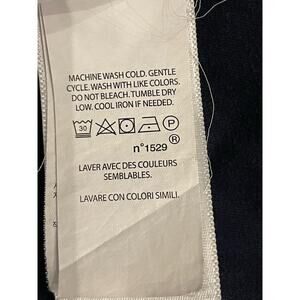 MACHINE WASH COLD. GENTLE
CYCLE. WASH WITH LIKE COLORS.
DO NOT BLEACH. TUMBLE DRY
LOW. COOL IRON IF NEEDED.
30 P
®
n°1529
LAVER AVEC DES COULEURS
SEMBLABLES.
LAVARE CON COLORI SIMILI.